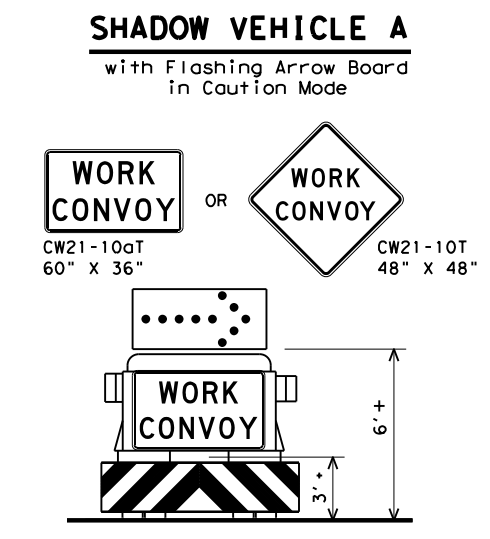 SHADOW VEHICLE A
with Flashing Arrow Board
in Caution Mode
WORK
CONVOY
OR
WORK
CONVOY
CW21-10aT
60" X 36"
CW21-10T
48" X 48"
WORK
CONVOY
6'+
3'+